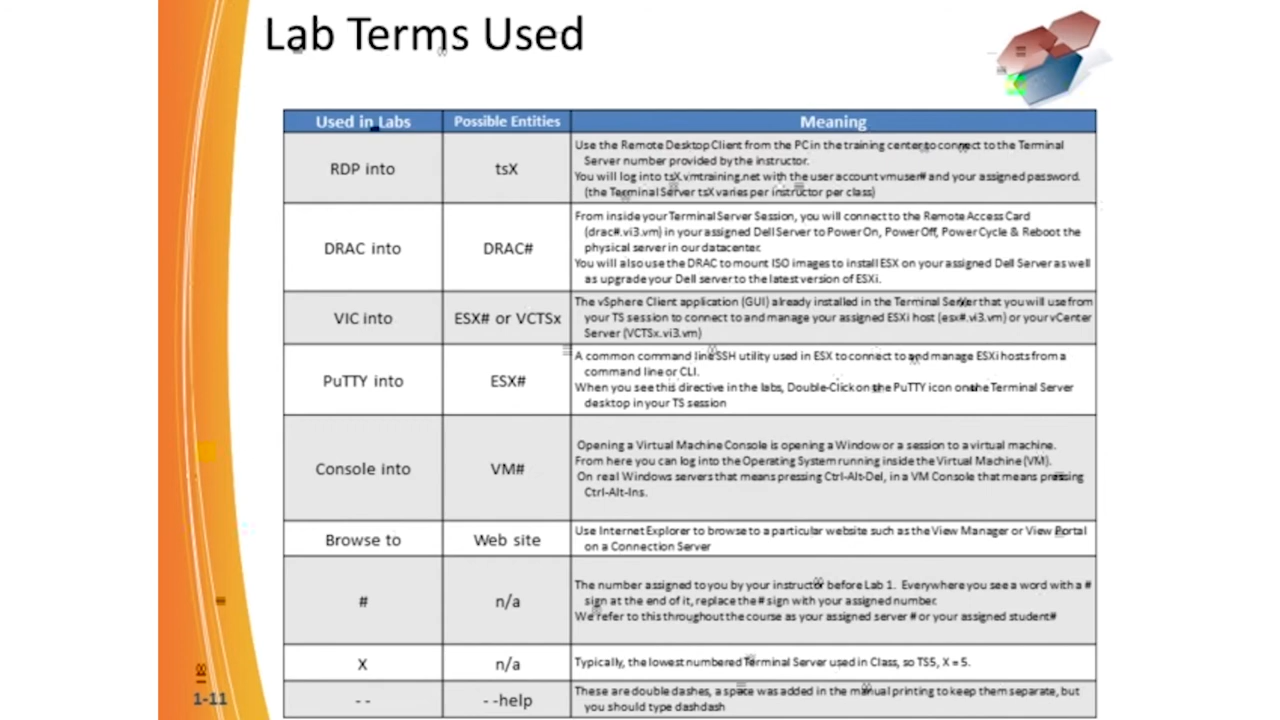 Lab Terms Used
Used in Labs Possible Entities Meaning
RDP into tsX
Use the Remote Desktop Client from the PC in the training center to connect to the Terminal
Server number provided by the instructor.
You will log into tsX.vmtraining.net with the user account vmuser# and your assigned password.
(the Terminal Server tsX varies per instructor per class)
DRAC into DRAC#
From inside your Terminal Server Session, you will connect to the Remote Access Card
(drac#.vi3.vm) in your assigned Dell Server to Power On, Power Off, Power Cycle & Reboot the
physical server in our datacenter.
You will also use the DRAC to mount ISO images to install ESX on your assigned Dell Server as well
as upgrade your Dell server to the latest version of ESXi.
VIC into ESX# or VCTSx
The vSphere Client application (GUI) already installed in the Terminal Server that you will use from
your TS session to connect to and manage your assigned ESXi host (esx#.vi3.vm) or your vCenter
Server (VCTSx.vi3.vm)
PuTTY into ESX#
A common command line SSH utility used in ESX to connect to and manage ESXi hosts from a
command line or CLI.
When you see this directive in the labs, Double-Click on the PuTTY icon on the Terminal Server
desktop in your TS session
Console into VM#
Opening a Virtual Machine Console is opening a Window or a session to a virtual machine.
From here you can log into the Operating System running inside the Virtual Machine (VM).
On real Windows servers that means pressing Ctrl-Alt-Del, in a VM Console that means pressing
Ctrl-Alt-Ins.
Browse to Web site
Use Internet Explorer to browse to a particular website such as the View Manager or View Portal
on a Connection Server
# n/a
The number assigned to you by your instructor before Lab 1. Everywhere you see a word with a #
sign at the end of it, replace the # sign with your assigned number.
We refer to this throughout the course as your assigned server # or your assigned student#
X n/a
Typically, the lowest numbered Terminal Server used in Class, so TS5, X = 5.
- - - -help
These are double dashes, a space was added in the manual printing to keep them separate, but
you should type dashdash
1-11